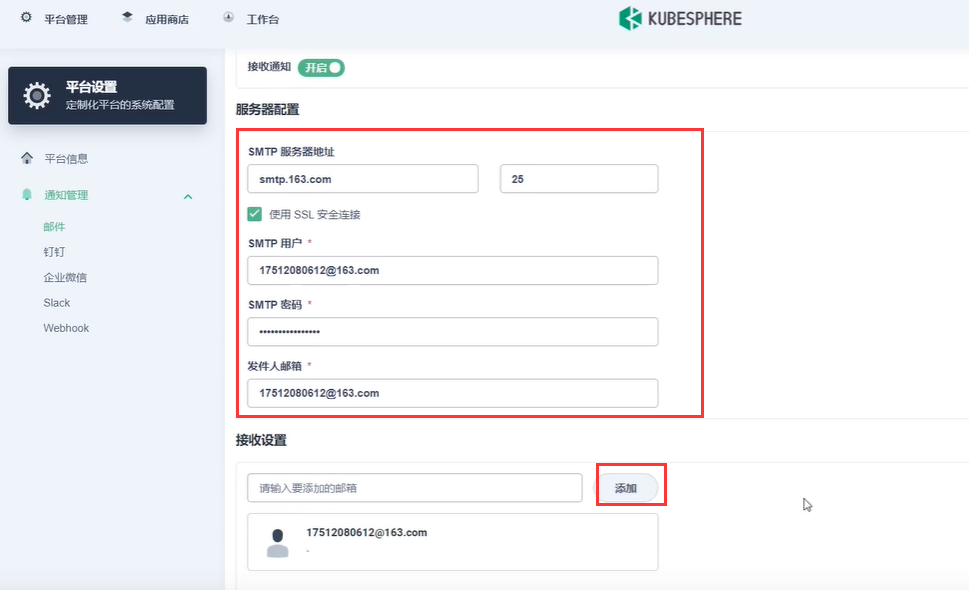 平台管理
应用商店
工作台
KUBESPHERE
平台设置
定制化平台的系统配置
平台信息
通知管理
邮件
钉钉
企业微信
Slack
Webhook
接收通知 开启
服务器配置
SMTP 服务器地址
smtp.163.com
25
使用 SSL 安全连接
SMTP 用户 *
17512080612@163.com
SMTP 密码 *
••••••••••••••••
发件人邮箱 *
17512080612@163.com
接收设置
请输入要添加的邮箱
添加
17512080612@163.com
-